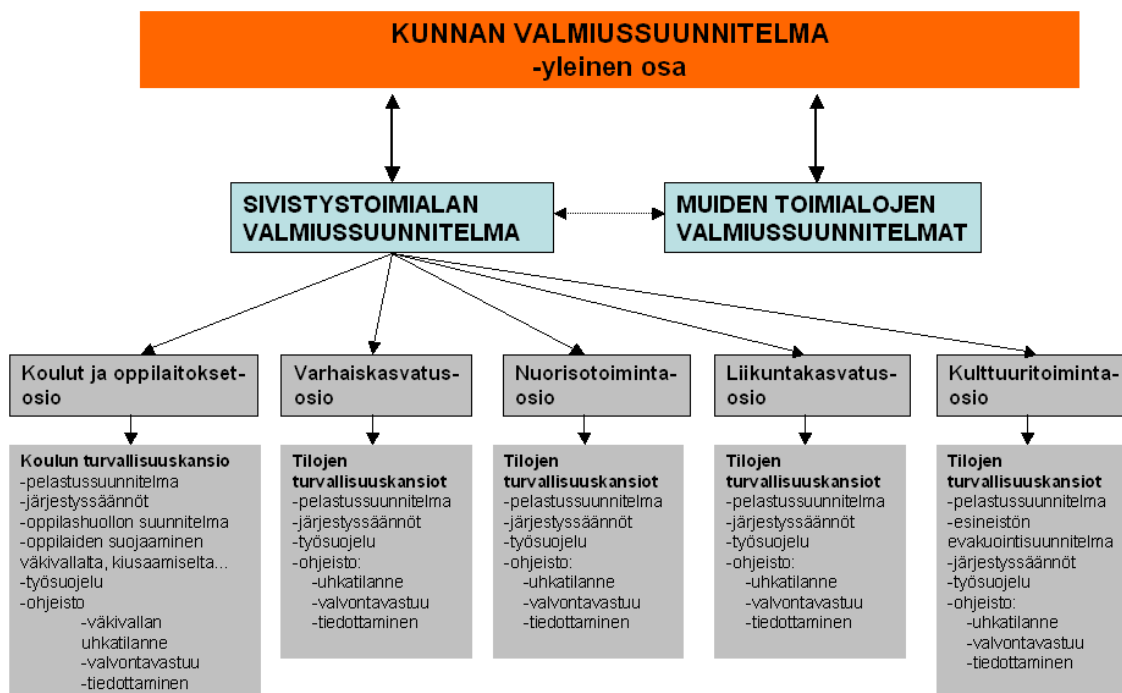 KUNNAN VALMIUSSUUNNITELMA
-yleinen osa
SIVISTYSTOIMIALAN
VALMIUSSUUNNITELMA
MUIDEN TOIMIALOJEN
VALMIUSSUUNNITELMAT
Koulut ja oppilaitokset-
osio
Varhaiskasvatus-
osio
Nuorisotoiminta-
osio
Liikuntakasvatus-
osio
Kulttuuritoiminta-
osio
Koulun turvallisuuskansio
-pelastussuunnitelma
-järjestyssäännöt
-oppilashuollon suunnitelma
-oppilaiden suojaaminen
väkivallalta, kiusaamiselta...
-työsuojelu
-ohjeisto
-väkivallan
uhkatilanne
-valvontavastuu
-tiedottaminen
Tilojen
turvallisuuskansiot
-pelastussuunnitelma
-järjestyssäännöt
-työsuojelu
-ohjeisto:
-uhkatilanne
-valvontavastuu
-tiedottaminen
Tilojen
turvallisuuskansiot
-pelastussuunnitelma
-järjestyssäännöt
-työsuojelu
-ohjeisto:
-uhkatilanne
-valvontavastuu
-tiedottaminen
Tilojen
turvallisuuskansiot
-pelastussuunnitelma
-järjestyssäännöt
-työsuojelu
-ohjeisto:
-uhkatilanne
-valvontavastuu
-tiedottaminen
Tilojen
turvallisuuskansiot
-pelastussuunnitelma
-esineistön
evakuointisuunnitelma
-järjestyssäännöt
-työsuojelu
-ohjeisto:
-uhkatilanne
-valvontavastuu
-tiedottaminen